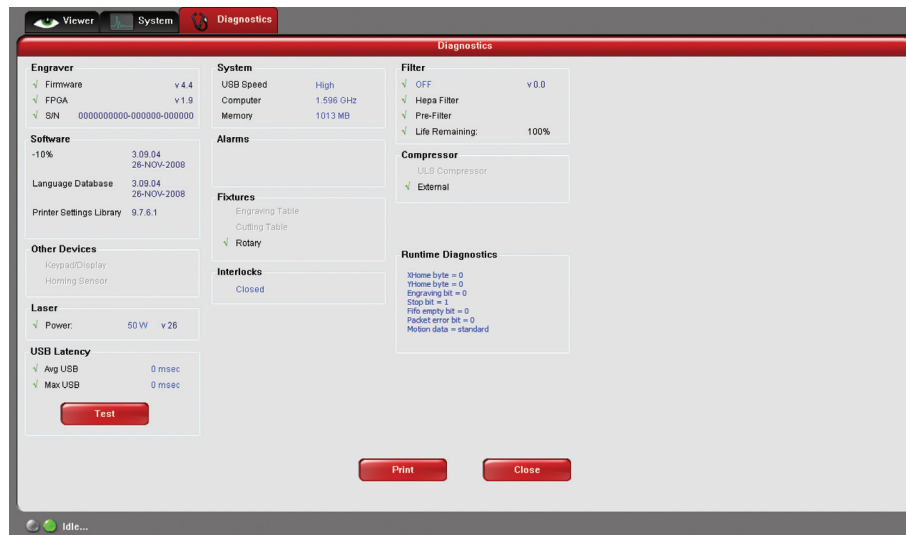 Viewer
System
Diagnostics
Diagnostics
Engraver
√ Firmware v 4.4
√ FPGA v 1.9
√ S/N 0000000000-000000-000000
Software
-10% 3.09.04
26-NOV-2008
Language Database 3.09.04
26-NOV-2008
Printer Settings Library 9.7.6.1
Other Devices
Keypad/Display
Homing Sensor
Laser
√ Power: 50 W v 26
USB Latency
√ Avg USB 0 msec
√ Max USB 0 msec
Test
System
USB Speed High
Computer 1.596 GHz
Memory 1013 MB
Alarms
Fixtures
Engraving Table
Cutting Table
√ Rotary
Interlocks
Closed
Filter
√ OFF v 0.0
√ Hepa Filter
√ Pre-Filter
√ Life Remaining: 100%
Compressor
ULS Compressor
√ External
Runtime Diagnostics
XHome byte = 0
YHome byte = 0
Engraving bit = 0
Stop bit = 1
Fifo empty bit = 0
Packet error bit = 0
Motion data = standard
Print
Close
Idle...